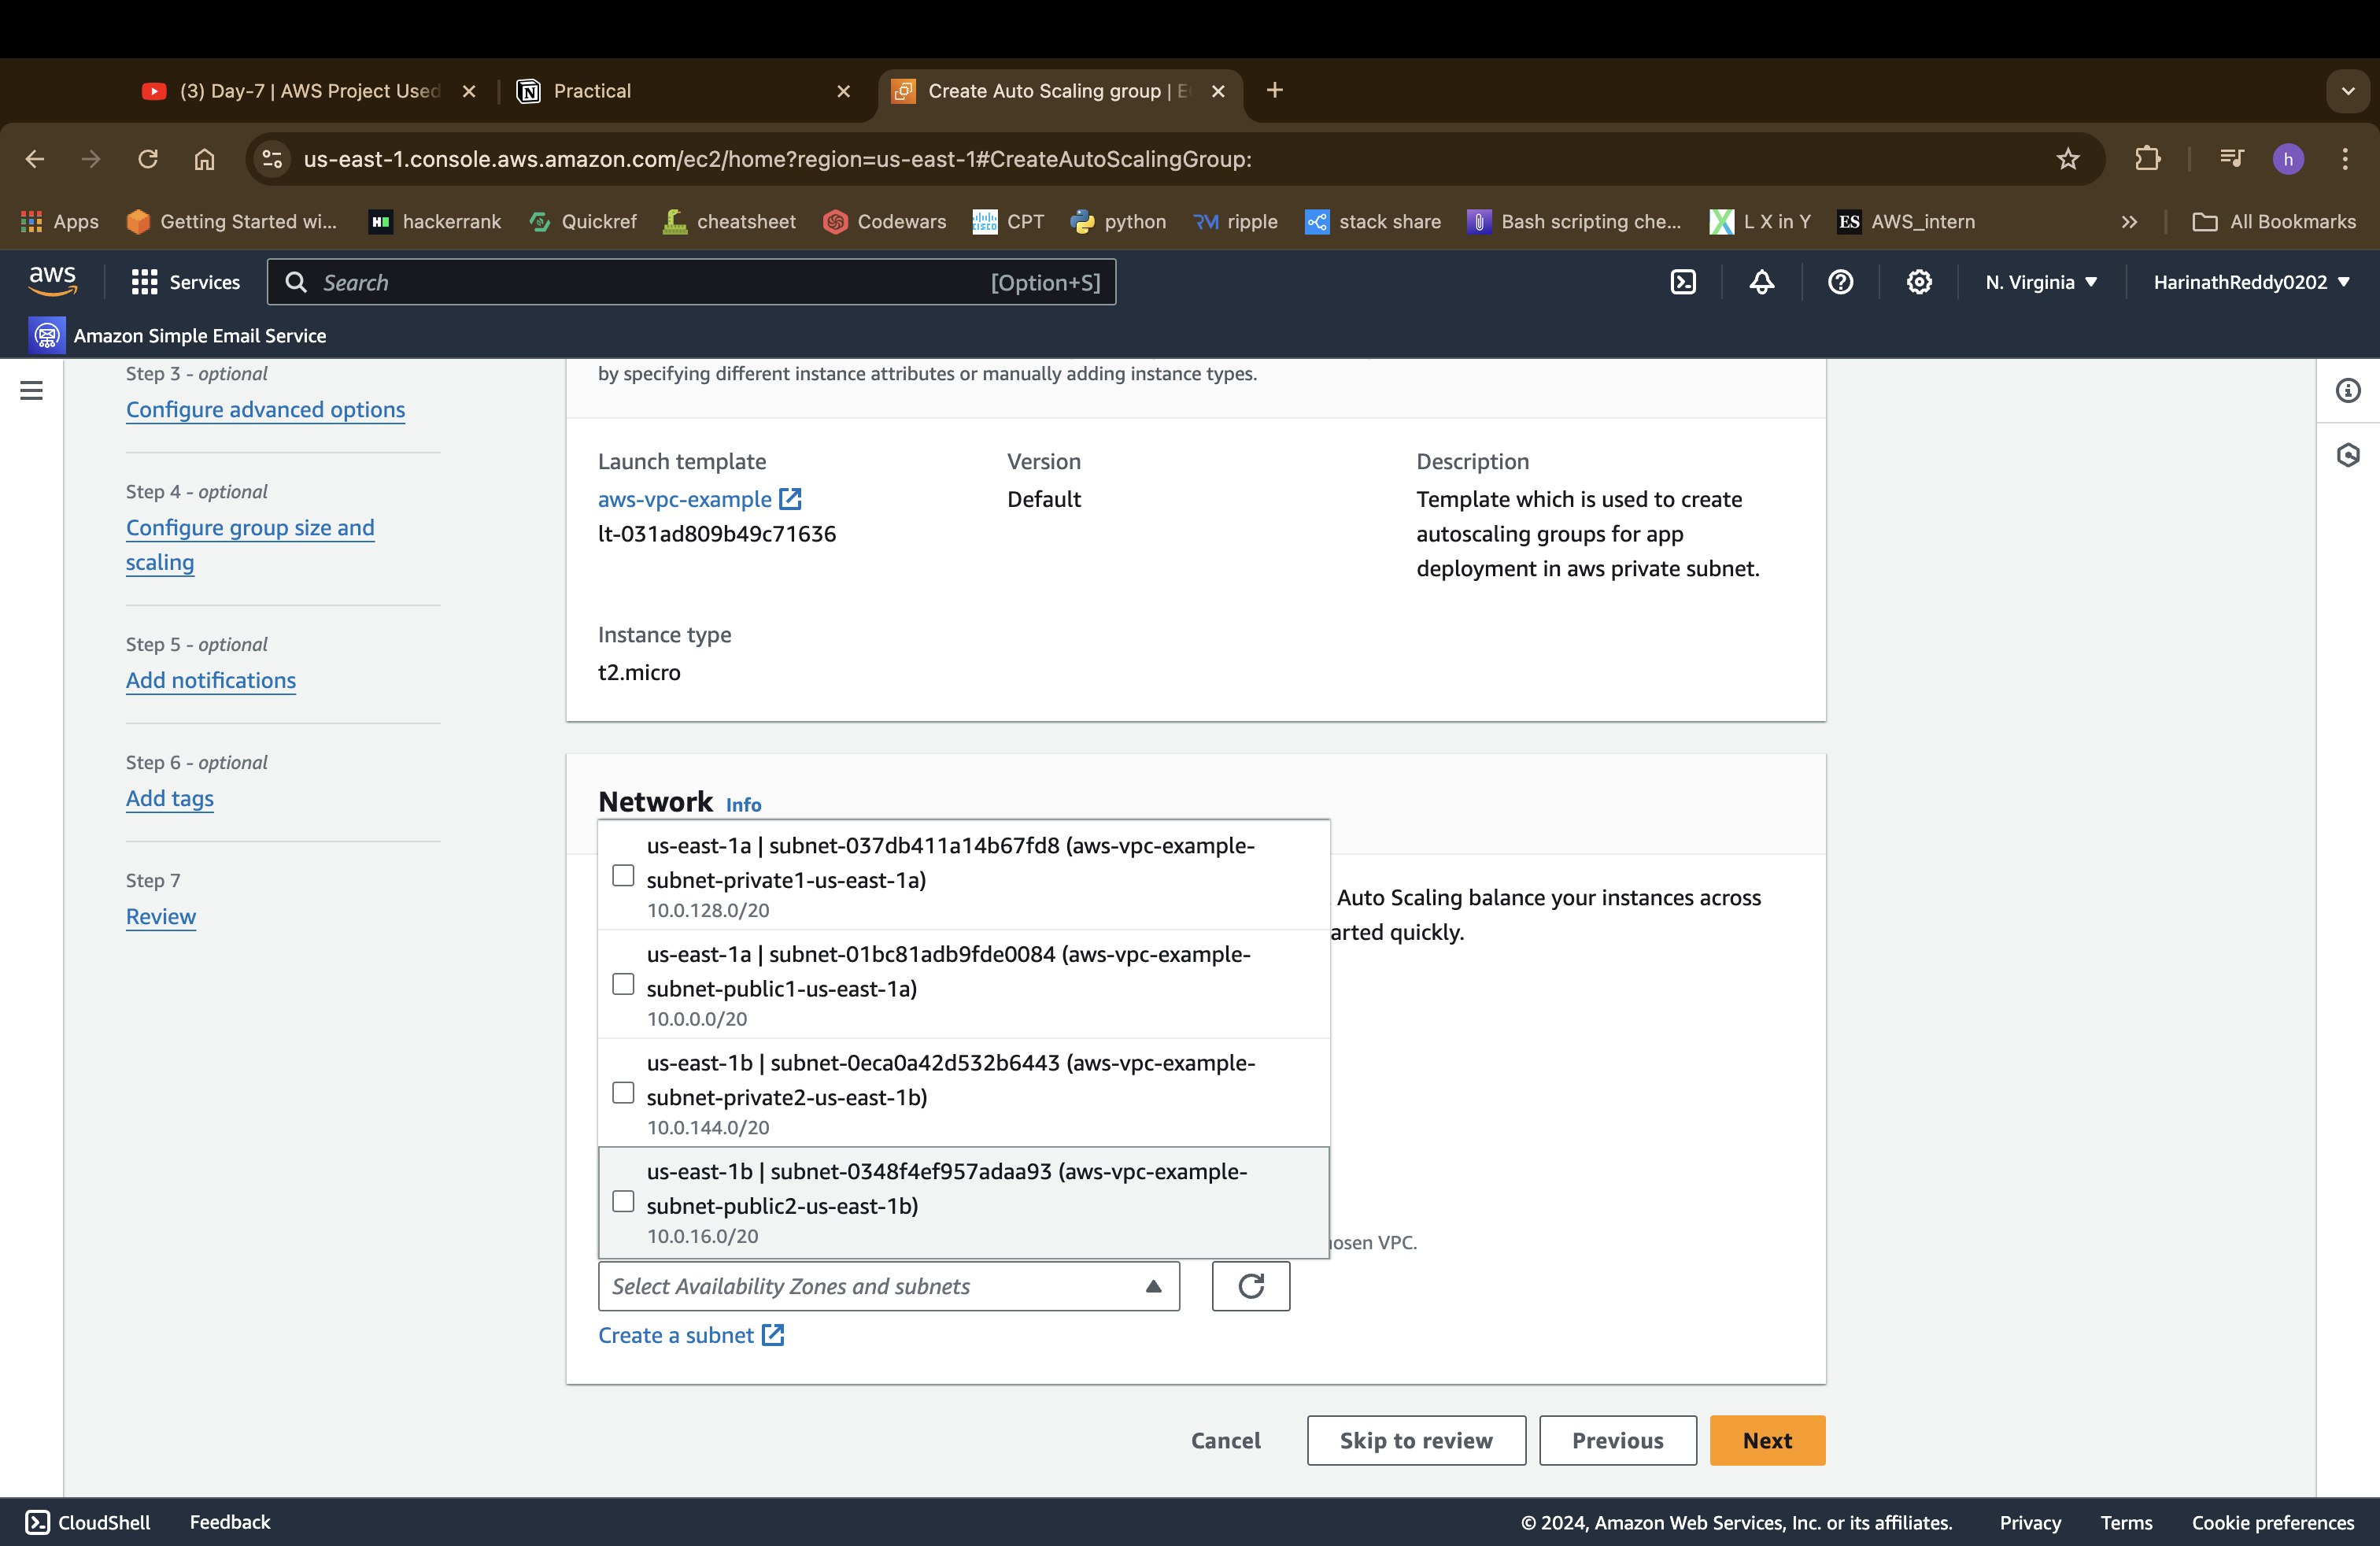 (3) Day-7 | AWS Project Used
Practical
Create Auto Scaling group | E
us-east-1.console.aws.amazon.com/ec2/home?region=us-east-1#CreateAutoScalingGroup:
h
Apps
Getting Started wi...
hackerrank
Quickref
cheatsheet
Codewars
CPT
python
ripple
stack share
Bash scripting che...
L X in Y
ES
AWS_intern
All Bookmarks
aws
Services
Search
[Option+S]
N. Virginia
HarinathReddy0202
Amazon Simple Email Service
Step 3 - optional
Configure advanced options
Step 4 - optional
Configure group size and
scaling
Step 5 - optional
Add notifications
Step 6 - optional
Add tags
Step 7
Review
by specifying different instance attributes or manually adding instance types.
Launch template
aws-vpc-example
lt-031ad809b49c71636
Version
Default
Description
Template which is used to create
autoscaling groups for app
deployment in aws private subnet.
Instance type
t2.micro
Network Info
us-east-1a | subnet-037db411a14b67fd8 (aws-vpc-example-
subnet-private1-us-east-1a)
10.0.128.0/20
us-east-1a | subnet-01bc81adb9fde0084 (aws-vpc-example-
subnet-public1-us-east-1a)
10.0.0.0/20
us-east-1b | subnet-0eca0a42d532b6443 (aws-vpc-example-
subnet-private2-us-east-1b)
10.0.144.0/20
us-east-1b | subnet-0348f4ef957adaa93 (aws-vpc-example-
subnet-public2-us-east-1b)
10.0.16.0/20
Auto Scaling balance your instances across
arted quickly.
osen VPC.
Select Availability Zones and subnets
Create a subnet
Cancel
Skip to review
Previous
Next
CloudShell
Feedback
© 2024, Amazon Web Services, Inc. or its affiliates.
Privacy
Terms
Cookie preferences